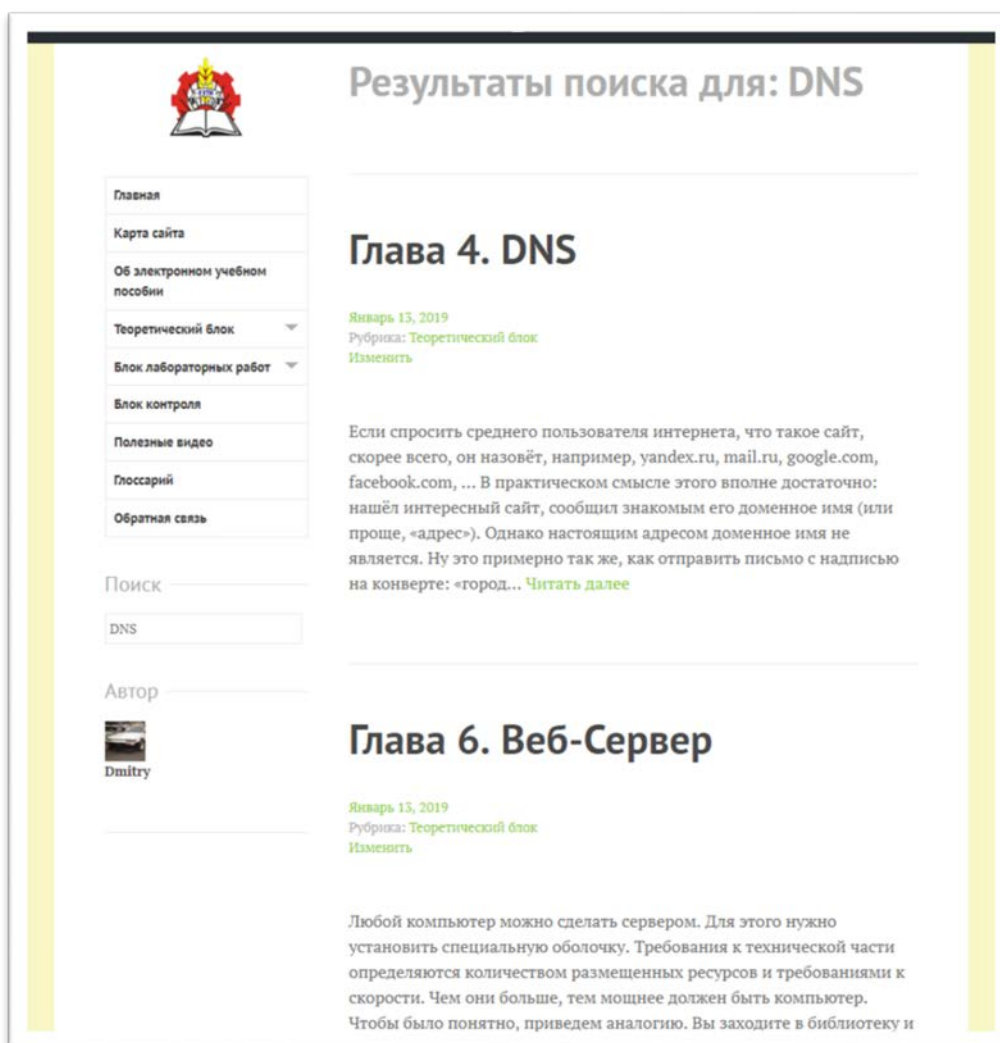 Результаты поиска для: DNS
Главная
Карта сайта
Об электронном учебном
пособии
Теоретический блок
Блок лабораторных работ
Блок контроля
Полезные видео
Глоссарий
Обратная связь
Поиск
DNS
Автор
Dmitry
Глава 4. DNS
Январь 13, 2019
Рубрика: Теоретический блок
Изменить
Если спросить среднего пользователя интернета, что такое сайт,
скорее всего, он назовёт, например, yandex.ru, mail.ru, google.com,
facebook.com, ... В практическом смысле этого вполне достаточно:
нашёл интересный сайт, сообщил знакомым его доменное имя (или
проще, «адрес»). Однако настоящим адресом доменное имя не
является. Ну это примерно так же, как отправить письмо с надписью
на конверте: «город... Читать далее
Глава 6. Веб-Сервер
Январь 13, 2019
Рубрика: Теоретический блок
Изменить
Любой компьютер можно сделать сервером. Для этого нужно
установить специальную оболочку. Требования к технической части
определяются количеством размещенных ресурсов и требованиями к
скорости. Чем они больше, тем мощнее должен быть компьютер.
Чтобы было понятно, приведем аналогию. Вы заходите в библиотеку и